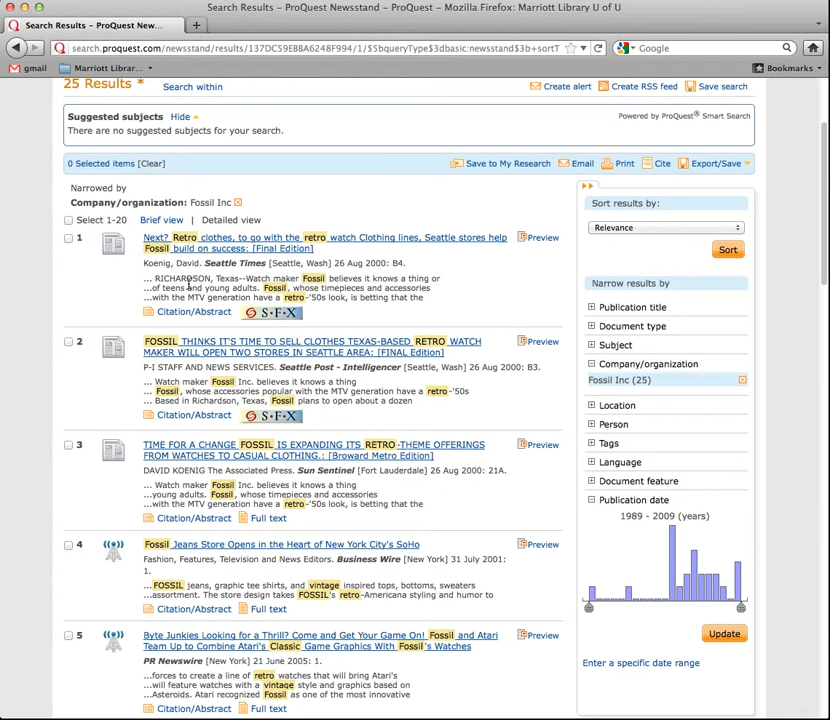 Search Results - ProQuest Newsstand - ProQuest - Mozilla Firefox: Marriott Library U of U
Search Results - ProQuest New...
search.proquest.com/newsstand/results/137DC59EBBA6248F994/1/$5bqueryType$3dbasic:newsstand$3b+sortT
Google
gmail
Marriott Librar...
Bookmarks
25 Results *
Search within
Create alert
Create RSS feed
Save search
Suggested subjects Hide
Powered by ProQuest® Smart Search
There are no suggested subjects for your search.
0 Selected items [Clear]
Save to My Research
Email
Print
Cite
Export/Save
Narrowed by
Company/organization: Fossil Inc
Select 1-20 Brief view | Detailed view
1
Next? Retro clothes, to go with the retro watch Clothing lines, Seattle stores help
Fossil build on success: [Final Edition]
Preview
Koenig, David. Seattle Times [Seattle, Wash] 26 Aug 2000: B4.
... RICHARDSON, Texas--Watch maker Fossil believes it knows a thing or
...of teens and young adults. Fossil, whose timepieces and accessories
...with the MTV generation have a retro-'50s look, is betting that the
Citation/Abstract
S·F·X
2
FOSSIL THINKS IT'S TIME TO SELL CLOTHES TEXAS-BASED RETRO WATCH
MAKER WILL OPEN TWO STORES IN SEATTLE AREA: [FINAL Edition]
Preview
P-I STAFF AND NEWS SERVICES. Seattle Post - Intelligencer [Seattle, Wash] 26 Aug 2000: B3.
... Watch maker Fossil Inc. believes it knows a thing
... Fossil, whose accessories popular with the MTV generation have a retro-'50s
... Based in Richardson, Texas, Fossil plans to open about a dozen
Citation/Abstract
S·F·X
3
TIME FOR A CHANGE FOSSIL IS EXPANDING ITS RETRO-THEME OFFERINGS
FROM WATCHES TO CASUAL CLOTHING.: [Broward Metro Edition]
Preview
DAVID KOENIG The Associated Press. Sun Sentinel [Fort Lauderdale] 26 Aug 2000: 21A.
... Watch maker Fossil Inc. believes it knows a thing
...young adults. Fossil, whose timepieces and accessories
...with the MTV generation have a retro-'50s look, is betting that the
Citation/Abstract
Full text
4
Fossil Jeans Store Opens in the Heart of New York City's SoHo
Preview
Fashion, Features, Television and News Editors. Business Wire [New York] 31 July 2001:
1.
...FOSSIL jeans, graphic tee shirts, and vintage inspired tops, bottoms, sweaters
...assortment. The store design takes FOSSIL's retro-Americana styling and humor to
Citation/Abstract
Full text
5
Byte Junkies Looking for a Thrill? Come and Get Your Game On! Fossil and Atari
Team Up to Combine Atari's Classic Game Graphics With Fossil's Watches
Preview
PR Newswire [New York] 21 June 2005: 1.
...forces to create a line of retro watches that will bring Atari's
...will feature watches with a vintage style and graphics based on
...Asteroids. Atari recognized Fossil as one of the most innovative
Citation/Abstract
Full text
Sort results by:
Relevance
Sort
Narrow results by
Publication title
Document type
Subject
Company/organization
Fossil Inc (25)
Location
Person
Tags
Language
Document feature
Publication date
1989 - 2009 (years)
Update
Enter a specific date range